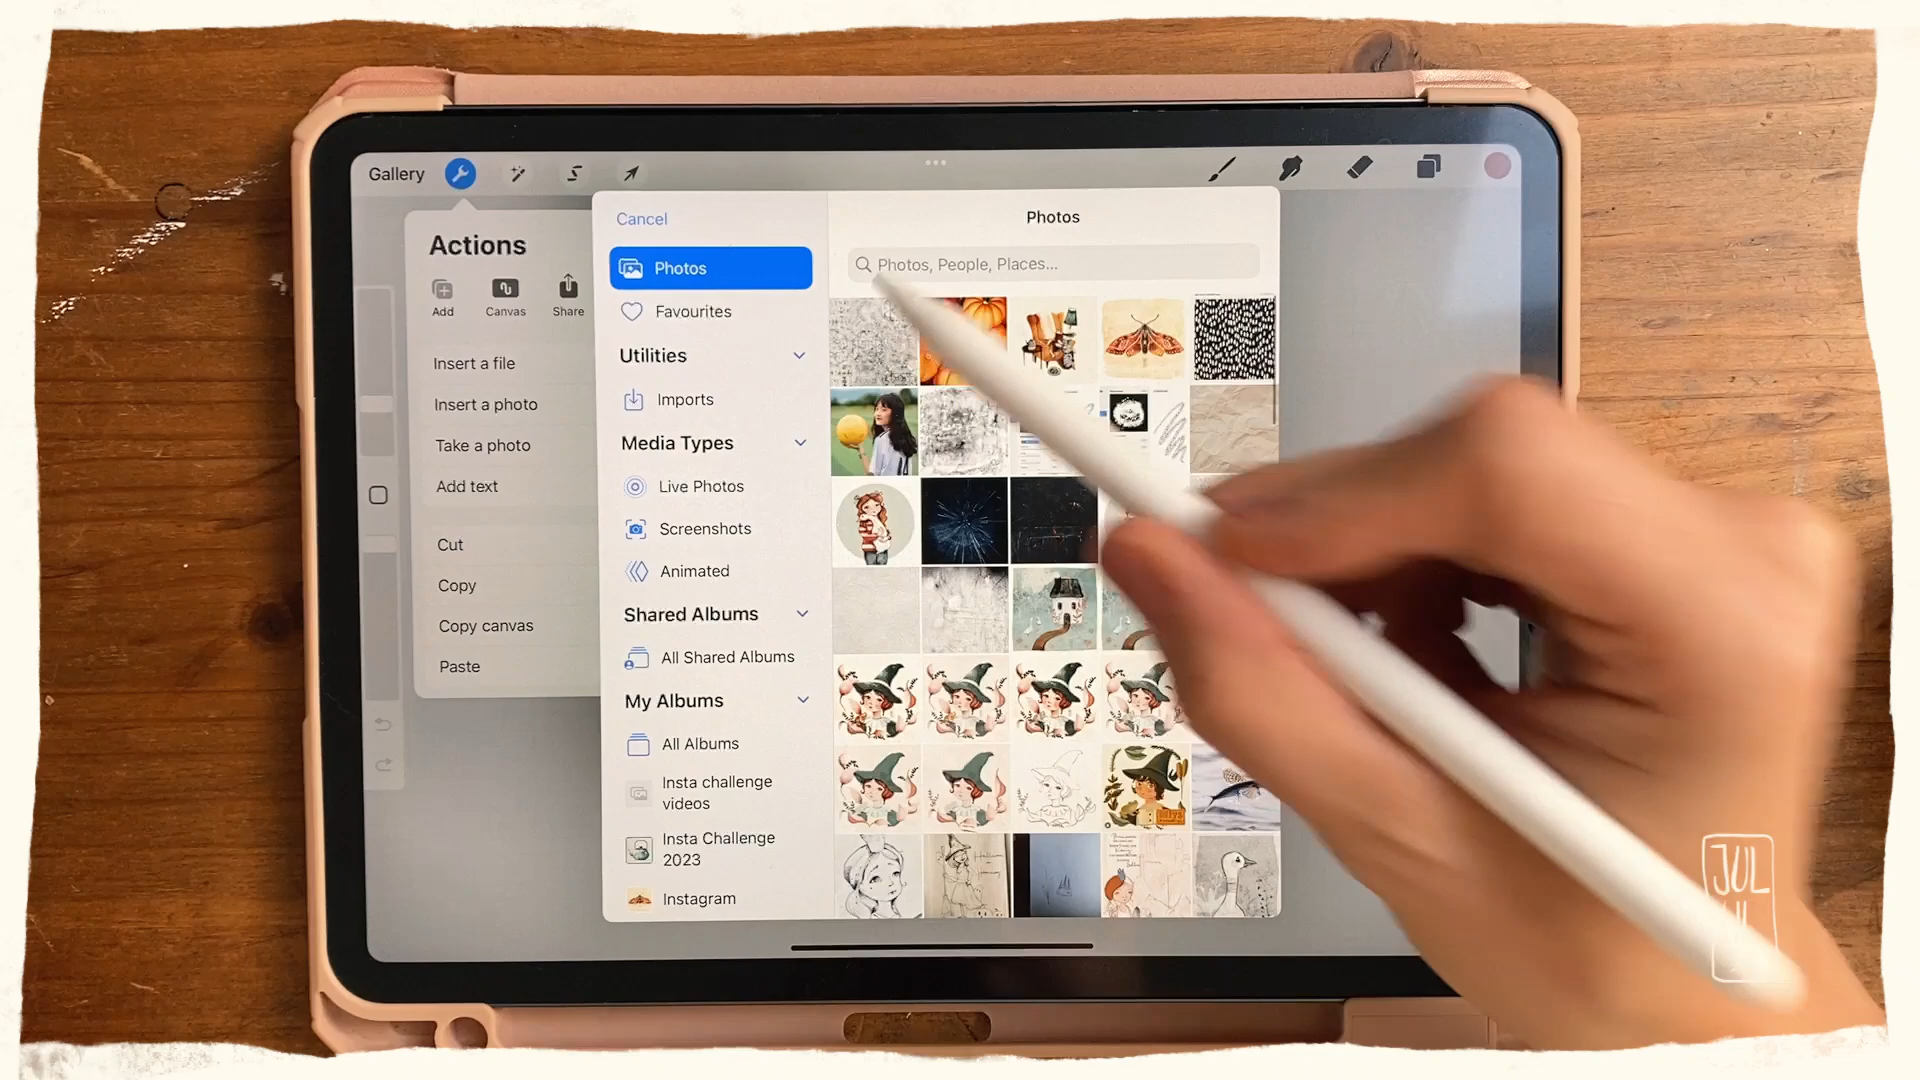 Gallery
Actions
Add
Canvas
Share
Insert a file
Insert a photo
Take a photo
Add text
Cut
Copy
Copy canvas
Paste
Cancel
Photos
Favourites
Utilities
Imports
Media Types
Live Photos
Screenshots
Animated
Shared Albums
All Shared Albums
My Albums
All Albums
Insta challenge
videos
Insta Challenge
2023
Instagram
Photos
Photos, People, Places...
JUL